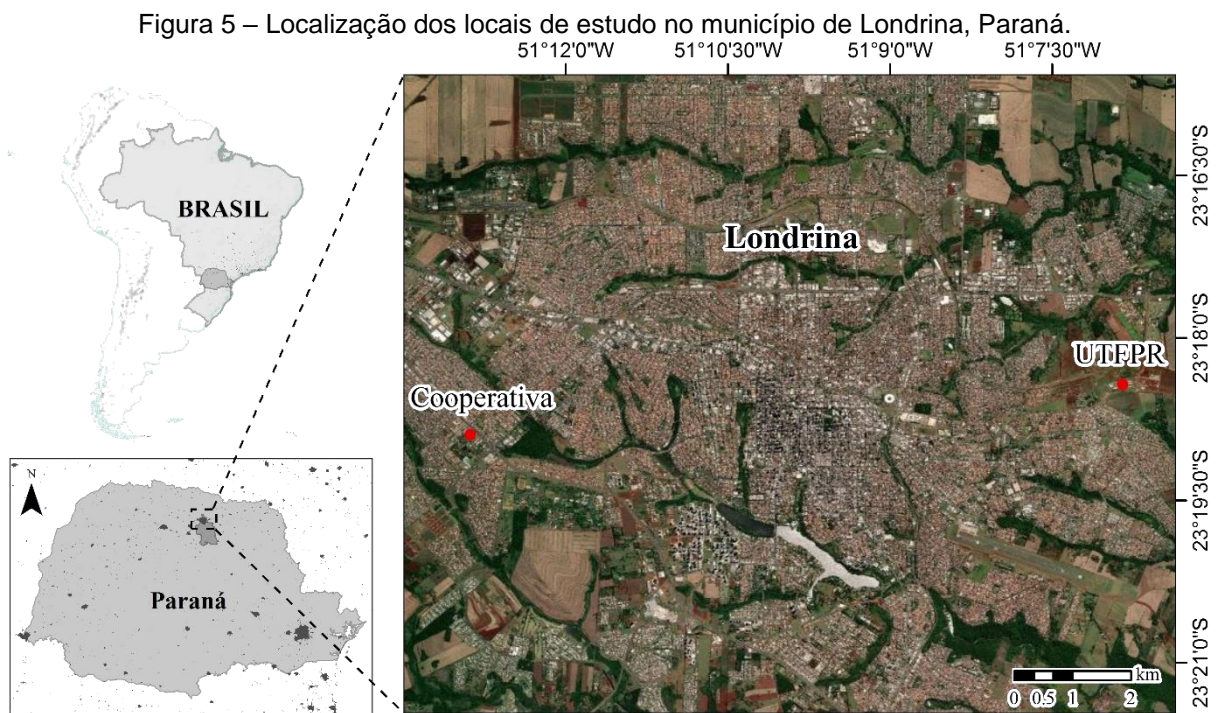 Figura 5 – Localização dos locais de estudo no município de Londrina, Paraná.
51°12'0"W 51°10'30"W 51°9'0"W 51°7'30"W
BRASIL
N
Paraná
Londrina
Cooperativa
UTFPR
23°16'30"S
23°18'0"S
23°19'30"S
23°21'0"S
km
0 0.5 1 2